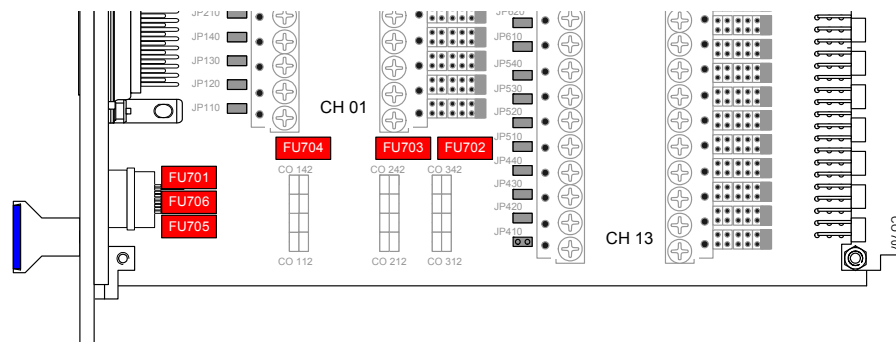 JP210
JP140
JP130
JP120
JP110
CH 01
JP620
JP610
JP540
JP530
JP520
JP510
JP440
JP430
JP420
JP410
CH 13
FU704
FU703
FU702
CO 142
CO 242
CO 342
FU701
FU706
FU705
CO 112
CO 212
CO 312